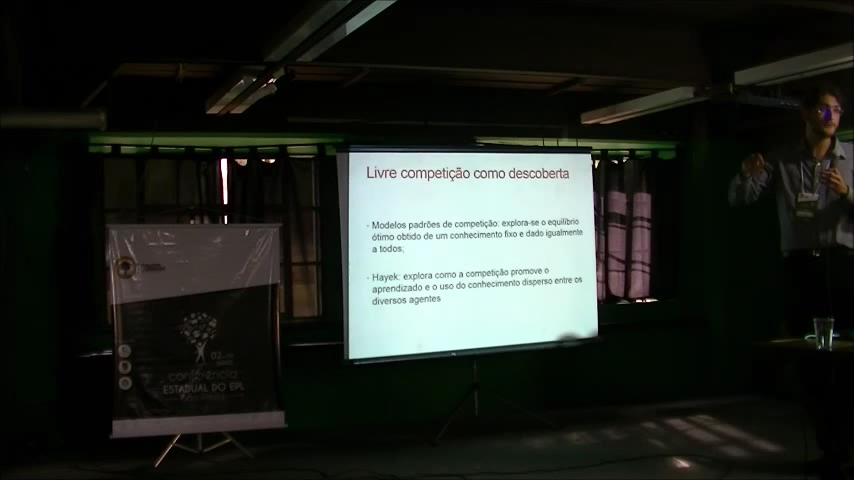 Livre competição como descoberta
- Modelos padrões de competição: explora-se o equilíbrio
ótimo obtido de um conhecimento fixo e dado igualmente
a todos;
- Hayek: explora como a competição promove o
aprendizado e o uso do conhecimento disperso entre os
diversos agentes
02
conferência
ESTADUAL DO EPL